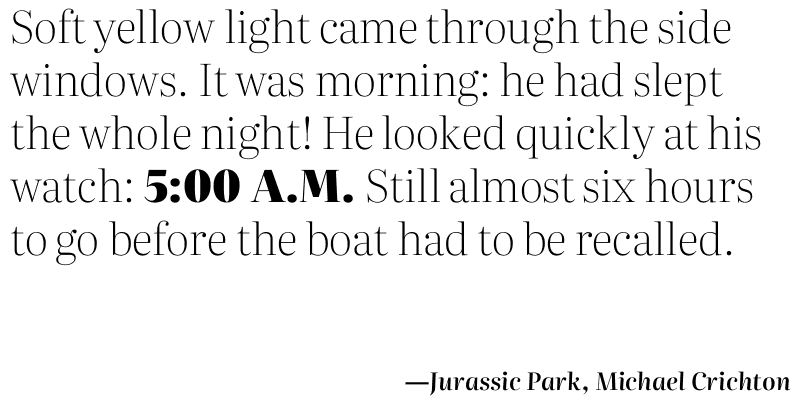 Soft yellow light came through the side
windows. It was morning: he had slept
the whole night! He looked quickly at his
watch: 5:00 A.M. Still almost six hours
to go before the boat had to be recalled.
—Jurassic Park, Michael Crichton